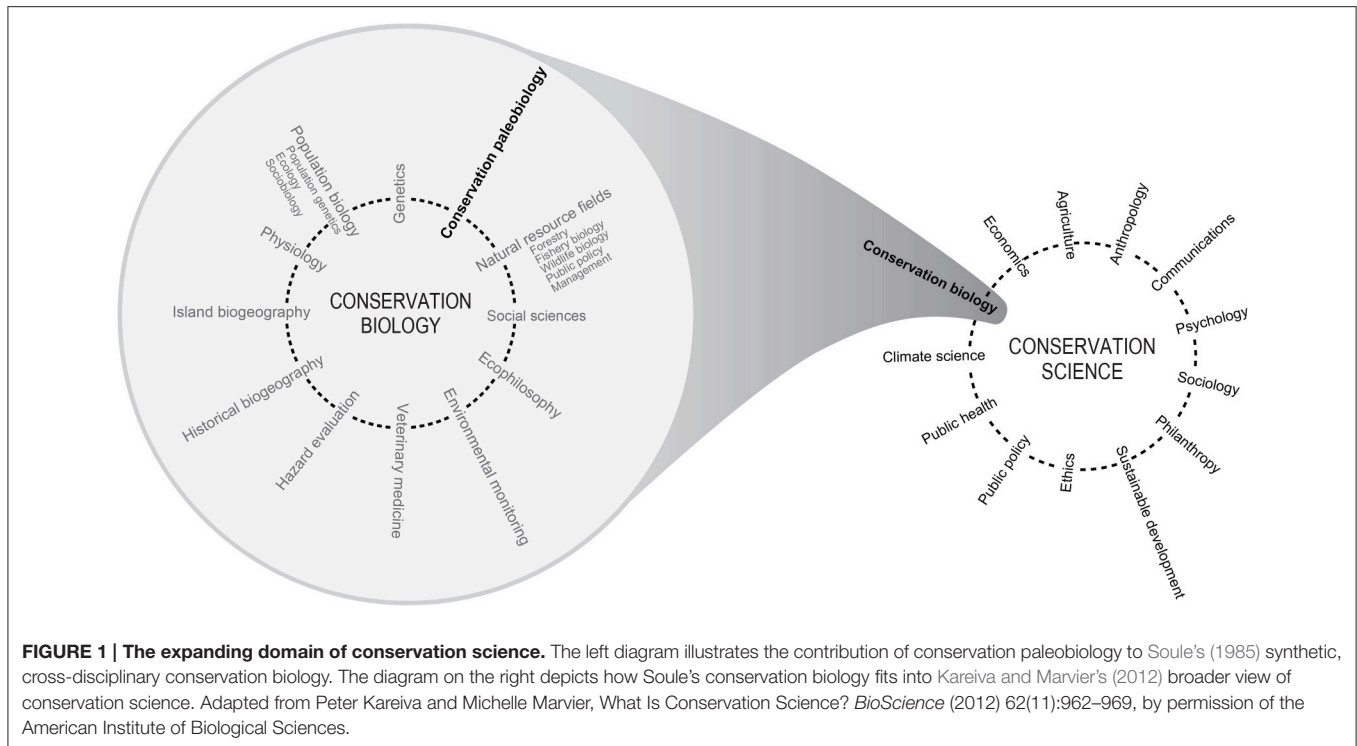 Conservation paleobiology
Genetics
Population biology
Population genetics
Ecology
Sociobiology
Physiology
Island biogeography
Historical biogeography
Hazard evaluation
Veterinary medicine
Environmental monitoring
Ecophilosophy
Social sciences
Natural resource fields
Forestry
Fishery biology
Wildlife biology
Public policy
Management
CONSERVATION
BIOLOGY
Conservation biology
Economics
Agriculture
Anthropology
Communications
Psychology
Sociology
Philanthropy
Sustainable development
Ethics
Public policy
Public health
Climate science
CONSERVATION
SCIENCE
FIGURE 1 | The expanding domain of conservation science. The left diagram illustrates the contribution of conservation paleobiology to Soule's (1985) synthetic,
cross-disciplinary conservation biology. The diagram on the right depicts how Soule's conservation biology fits into Kareiva and Marvier's (2012) broader view of
conservation science. Adapted from Peter Kareiva and Michelle Marvier, What Is Conservation Science? BioScience (2012) 62(11):962–969, by permission of the
American Institute of Biological Sciences.